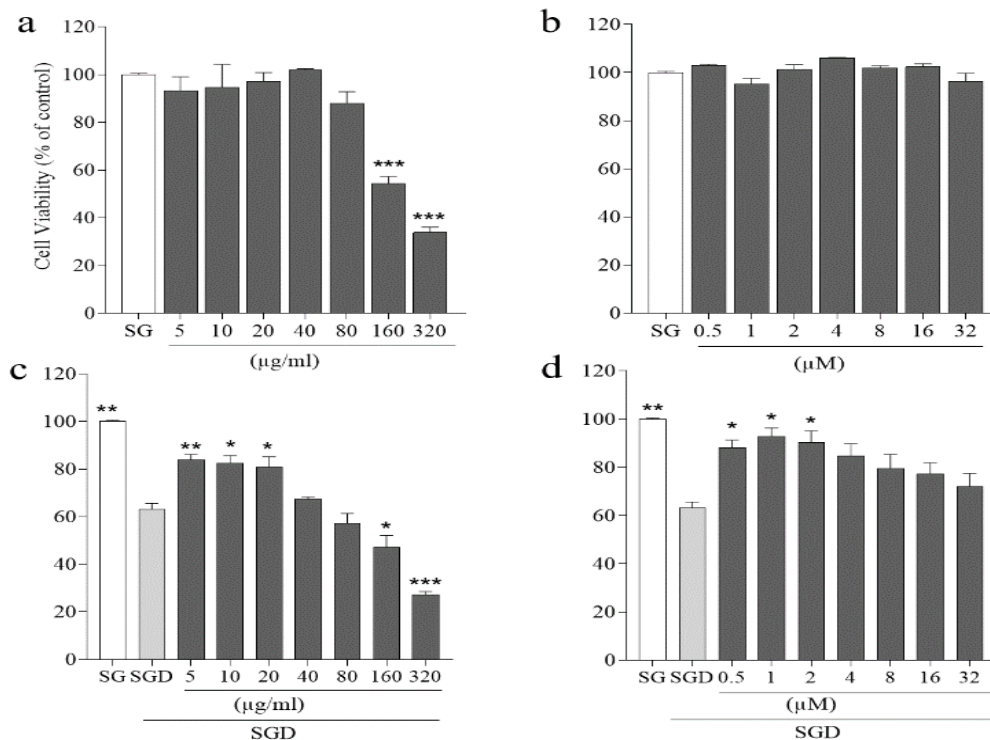 a
Cell Viability (% of control)
120
100
80
60
40
20
0
***
***
SG 5 10 20 40 80 160 320
(µg/ml)
b
120
100
80
60
40
20
0
SG 0.5 1 2 4 8 16 32
(µM)
c
120
100
80
60
40
20
0
**
** * *
*
***
SG SGD 5 10 20 40 80 160 320
(µg/ml)
SGD
d
120
100
80
60
40
20
0
**
* * *
SG SGD 0.5 1 2 4 8 16 32
(µM)
SGD